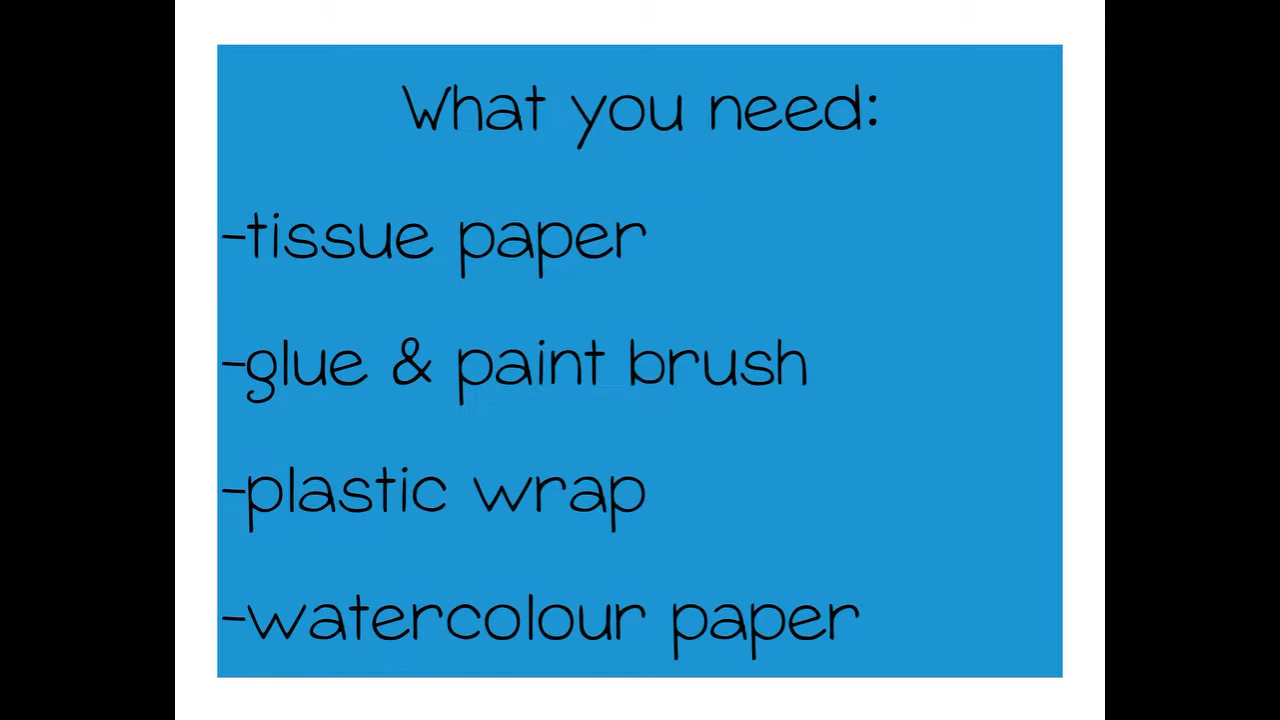 What you need:
-tissue paper
-glue & paint brush
-plastic wrap
-watercolour paper